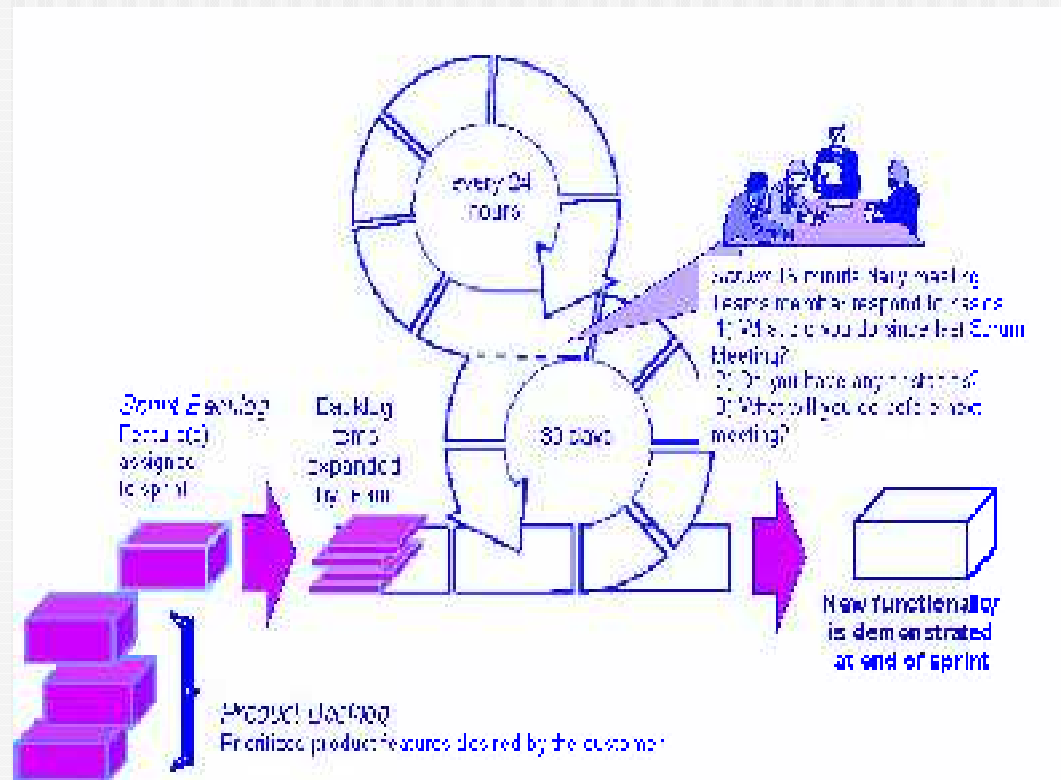 every 24
hours
Scrum: 15 minute daily meeting.
Teams member respond to basics
1) What did you do since last Scrum
Meeting?
2) Do you have any obstacles?
3) What will you do before next
meeting?
30 days
Sprint Backlog
Feature(s)
assigned
to sprint
Backlog
items
expanded
by team
New functionality
is demonstrated
at end of sprint
Product Backlog
Prioritized product features desired by the customer